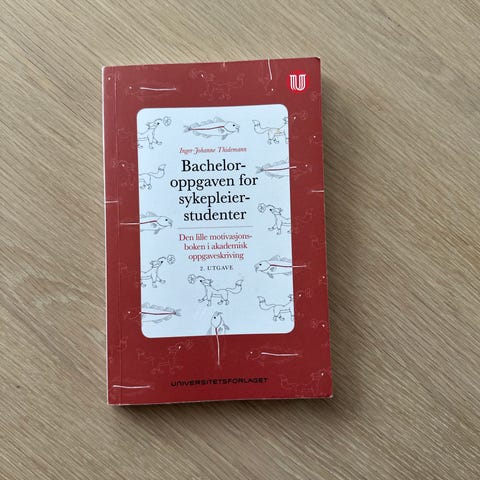 U
Inger-Johanne Thidemann
Bachelor-
oppgaven for
sykepleier-
studenter
Den lille motivasjons-
boken i akademisk
oppgaveskriving
2. UTGAVE
UNIVERSITETSFORLAGET